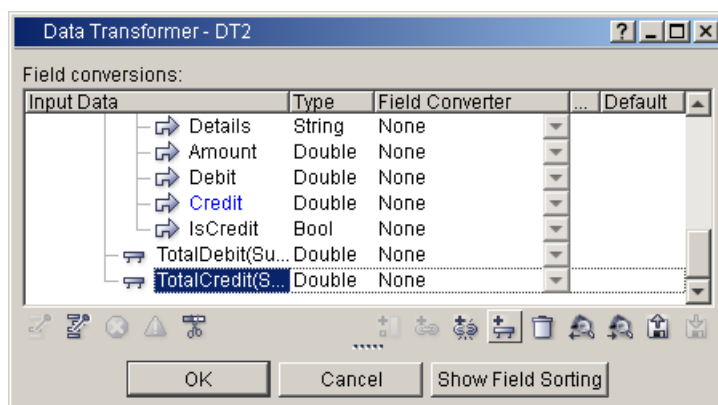 Data Transformer - DT2
Field conversions:
Input Data Type Field Converter ... Default
Details String None
Amount Double None
Debit Double None
Credit Double None
IsCredit Bool None
TotalDebit(Su... Double None
TotalCredit(S... Double None
OK Cancel Show Field Sorting